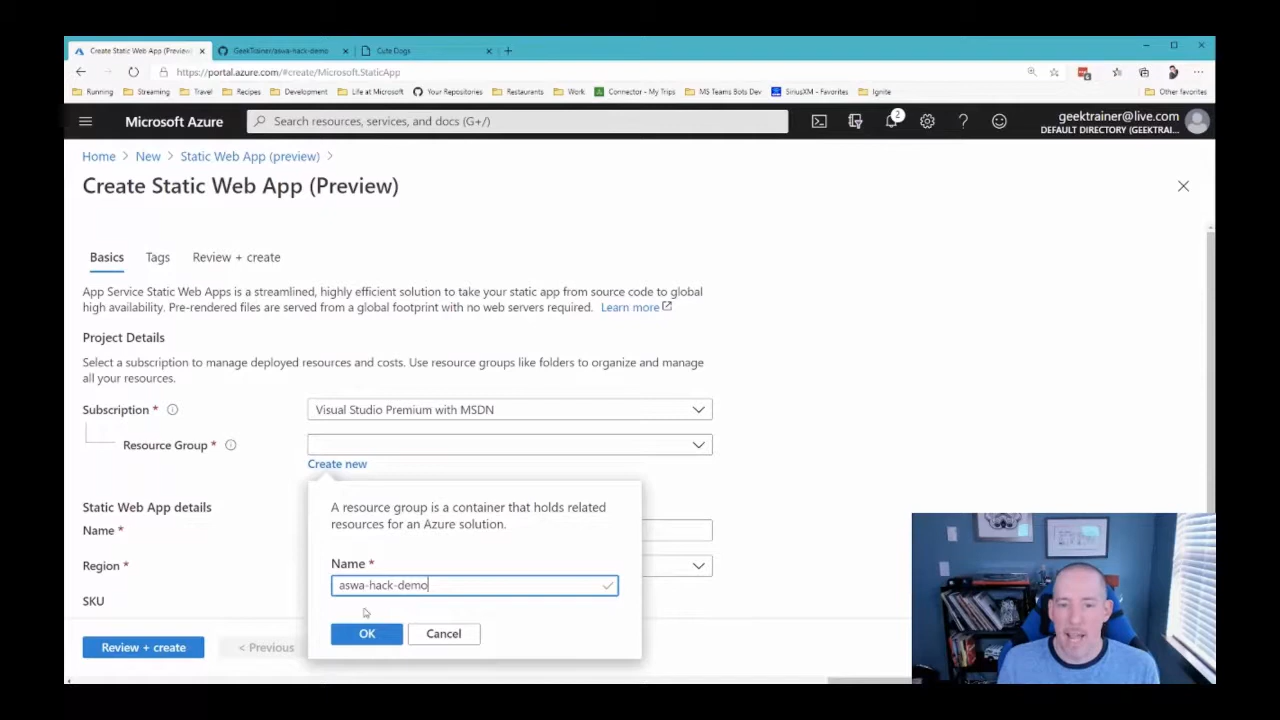 Create Static Web App (Preview)
GeekTrainer/aswa-hack-demo
Cute Dogs
https://portal.azure.com/#create/Microsoft.StaticApp
Running
Streaming
Travel
Recipes
Development
Life at Microsoft
Your Repositories
Restaurants
Work
Connector - My Trips
MS Teams Bots Dev
SiriusXM - Favorites
Ignite
Other favorites
Microsoft Azure
Search resources, services, and docs (G+/)
2
geektrainer@live.com
DEFAULT DIRECTORY (GEEKTRAI...
Home > New > Static Web App (preview) >
Create Static Web App (Preview)
Basics
Tags
Review + create
App Service Static Web Apps is a streamlined, highly efficient solution to take your static app from source code to global
high availability. Pre-rendered files are served from a global footprint with no web servers required. Learn more
Project Details
Select a subscription to manage deployed resources and costs. Use resource groups like folders to organize and manage
all your resources.
Subscription *
Visual Studio Premium with MSDN
Resource Group *
Create new
A resource group is a container that holds related
resources for an Azure solution.
Name *
aswa-hack-demo
OK
Cancel
Static Web App details
Name *
Region *
SKU
Review + create
< Previous